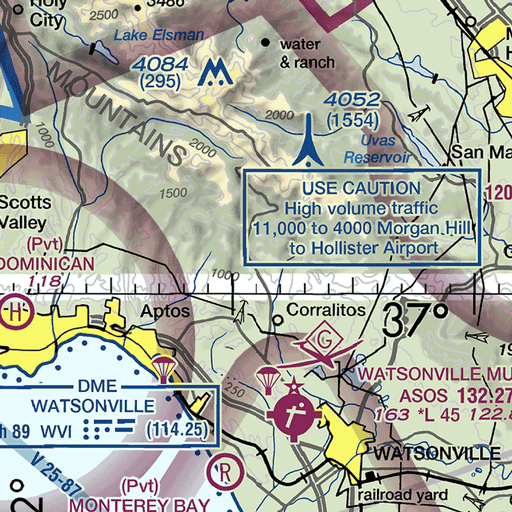 Holy
City
3486
Lake Elsman
water
& ranch
4084
(295)
2000
4052
(1554)
MOUNTAINS
1000
2000
Uvas
Reservoir
San Ma
1500
USE CAUTION
High volume traffic
11,000 to 4000 Morgan Hill
to Hollister Airport
120
Scotts
Valley
(Pvt)
DOMINICAN
118
H
1000
Aptos
Corralitos
37°
G
WATSONVILLE MU
ASOS 132.27
163 *L 45 122.8
DME
WATSONVILLE
h 89 WVI (114.25)
250
WATSONVILLE
V 25-87
R
(Pvt)
MONTEREY BAY
railroad yard
2°